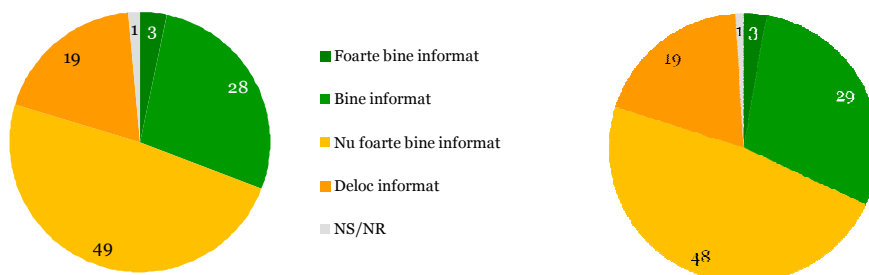 1
3
19
28
49
Foarte bine informat
Bine informat
Nu foarte bine informat
Deloc informat
NS/NR
1
3
19
29
48